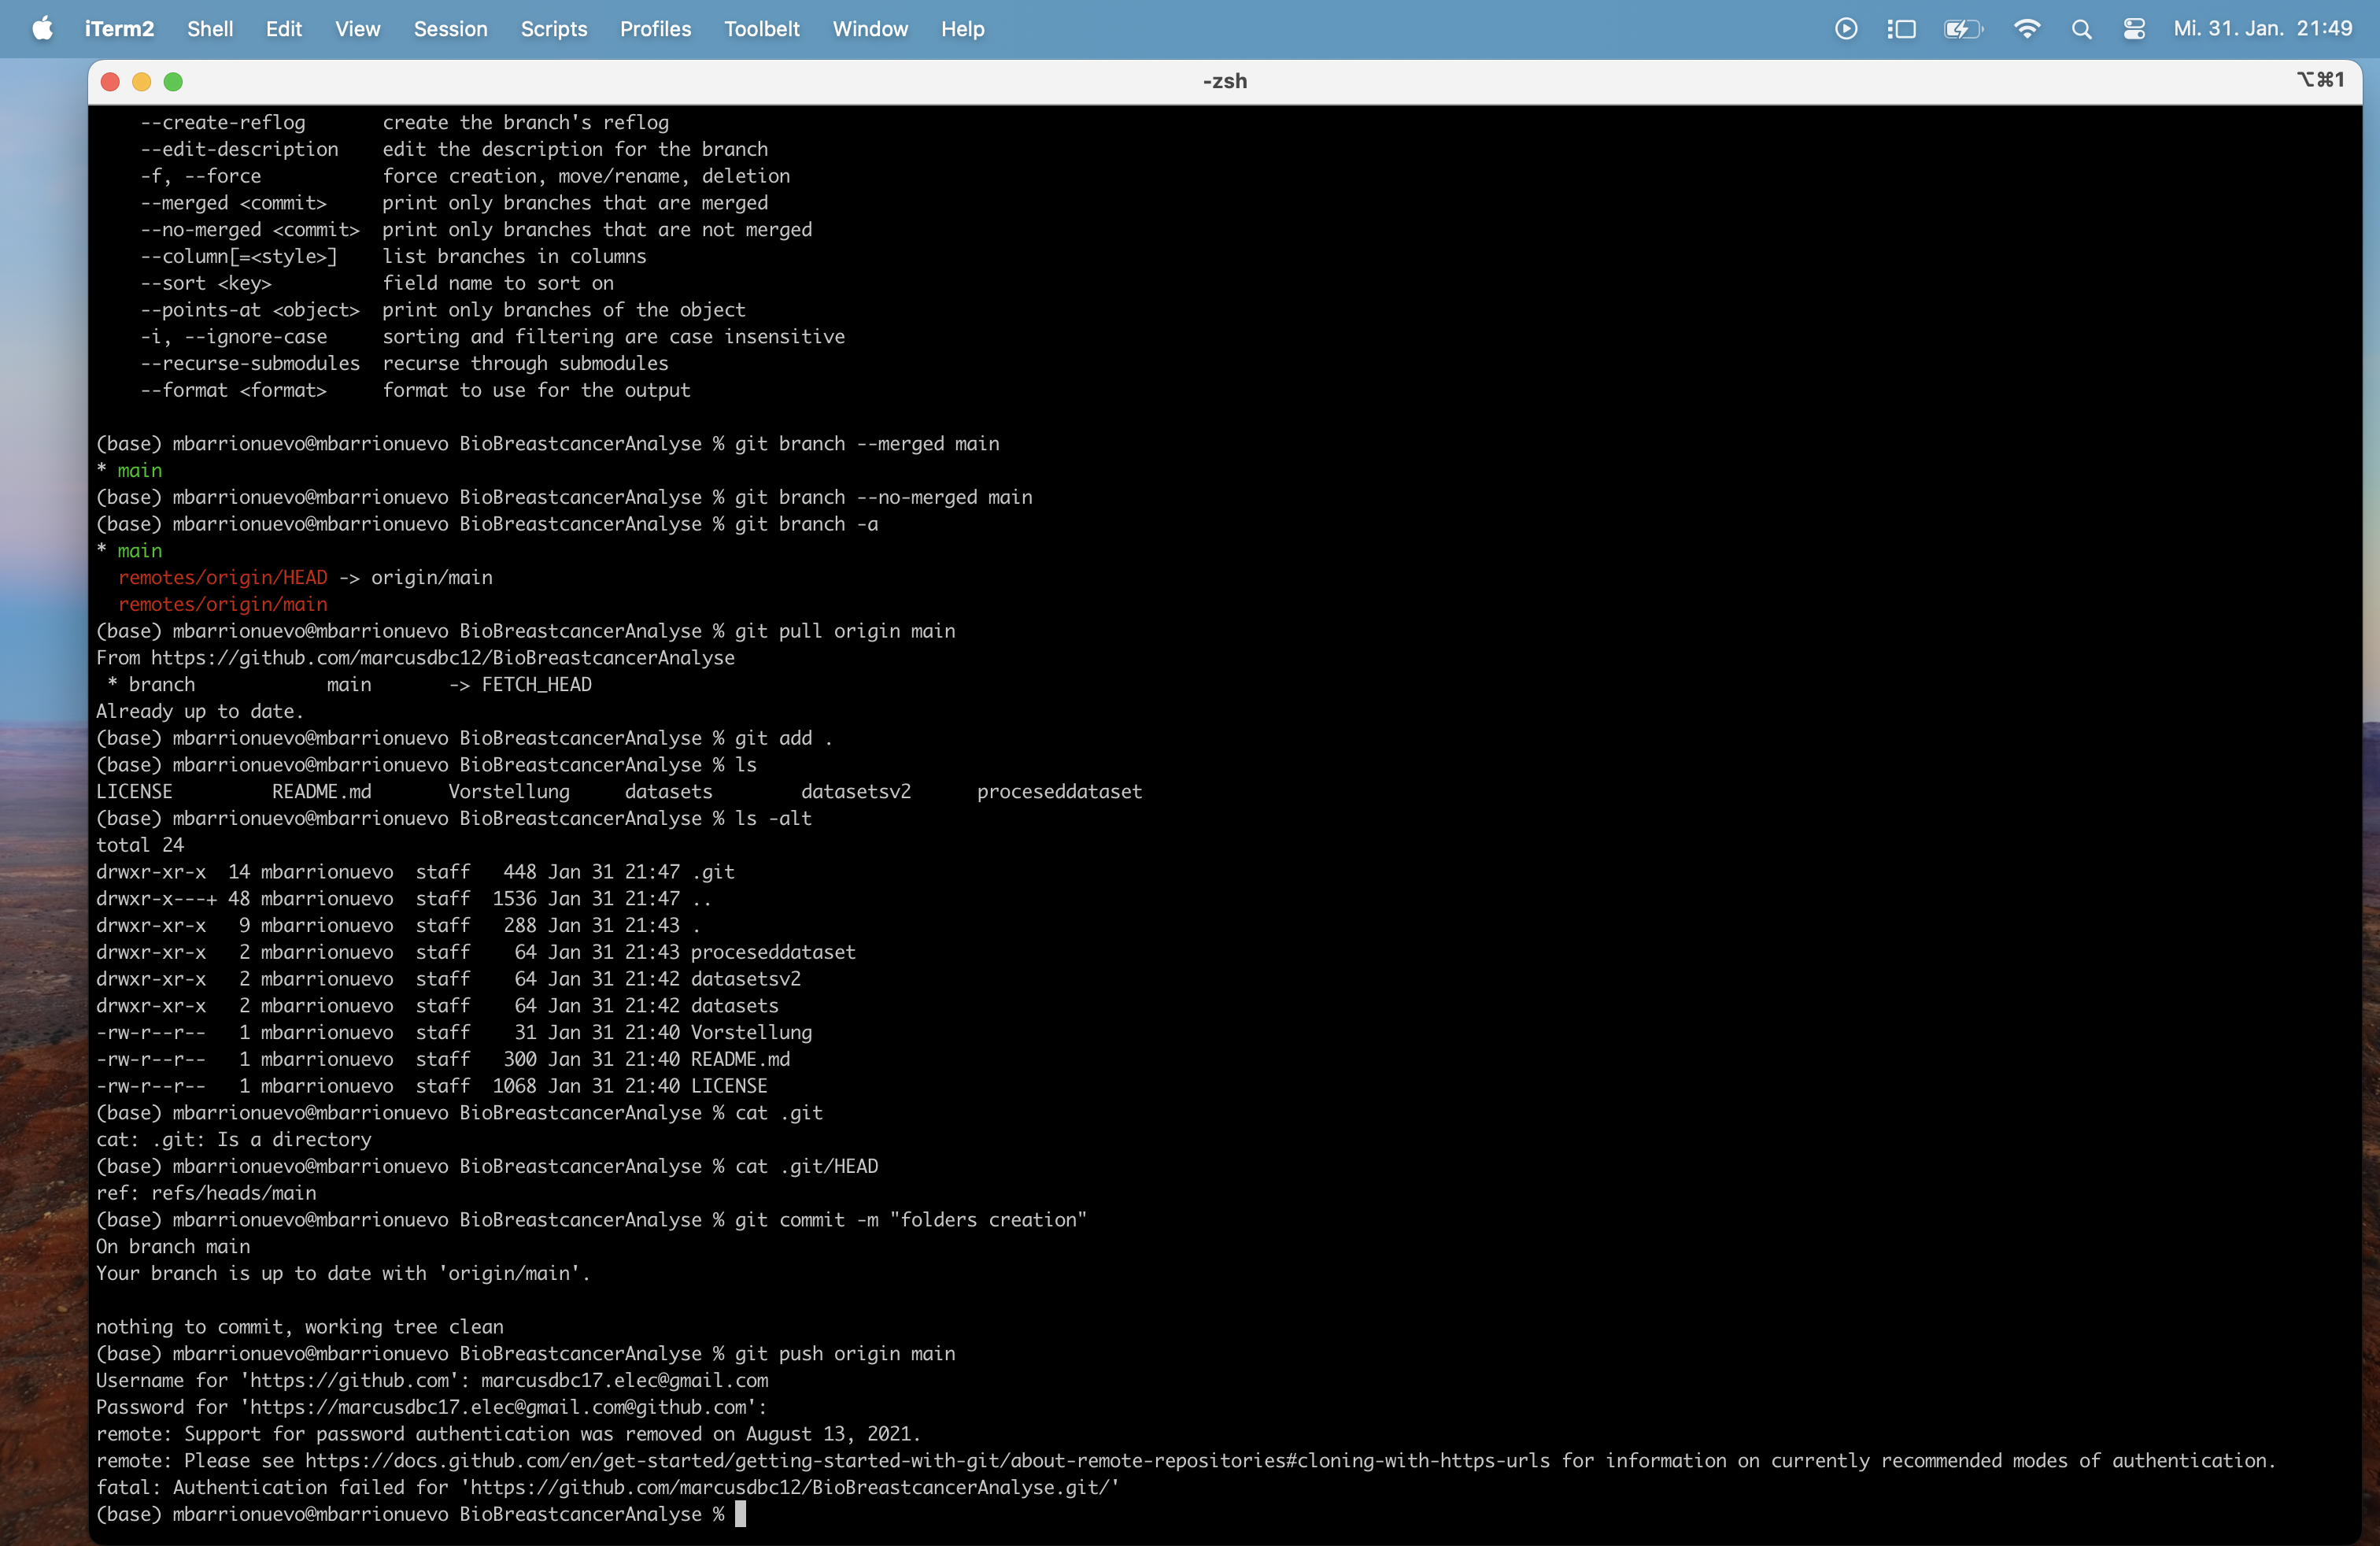 iTerm2 Shell Edit View Session Scripts Profiles Toolbelt Window Help Mi. 31. Jan. 21:49
-zsh ⌥⌘1
    --create-reflog       create the branch's reflog
    --edit-description    edit the description for the branch
    -f, --force           force creation, move/rename, deletion
    --merged <commit>     print only branches that are merged
    --no-merged <commit>  print only branches that are not merged
    --column[=<style>]    list branches in columns
    --sort <key>          field name to sort on
    --points-at <object>  print only branches of the object
    -i, --ignore-case     sorting and filtering are case insensitive
    --recurse-submodules  recurse through submodules
    --format <format>     format to use for the output
(base) mbarrionuevo@mbarrionuevo BioBreastcancerAnalyse % git branch --merged main
* main
(base) mbarrionuevo@mbarrionuevo BioBreastcancerAnalyse % git branch --no-merged main
(base) mbarrionuevo@mbarrionuevo BioBreastcancerAnalyse % git branch -a
* main
  remotes/origin/HEAD -> origin/main
  remotes/origin/main
(base) mbarrionuevo@mbarrionuevo BioBreastcancerAnalyse % git pull origin main
From https://github.com/marcusdbc12/BioBreastcancerAnalyse
 * branch            main       -> FETCH_HEAD
Already up to date.
(base) mbarrionuevo@mbarrionuevo BioBreastcancerAnalyse % git add .
(base) mbarrionuevo@mbarrionuevo BioBreastcancerAnalyse % ls
LICENSE         README.md       Vorstellung     datasets        datasetsv2      proceseddataset
(base) mbarrionuevo@mbarrionuevo BioBreastcancerAnalyse % ls -alt
total 24
drwxr-xr-x  14 mbarrionuevo  staff   448 Jan 31 21:47 .git
drwxr-x---+ 48 mbarrionuevo  staff  1536 Jan 31 21:47 ..
drwxr-xr-x   9 mbarrionuevo  staff   288 Jan 31 21:43 .
drwxr-xr-x   2 mbarrionuevo  staff    64 Jan 31 21:43 proceseddataset
drwxr-xr-x   2 mbarrionuevo  staff    64 Jan 31 21:42 datasetsv2
drwxr-xr-x   2 mbarrionuevo  staff    64 Jan 31 21:42 datasets
-rw-r--r--   1 mbarrionuevo  staff    31 Jan 31 21:40 Vorstellung
-rw-r--r--   1 mbarrionuevo  staff   300 Jan 31 21:40 README.md
-rw-r--r--   1 mbarrionuevo  staff  1068 Jan 31 21:40 LICENSE
(base) mbarrionuevo@mbarrionuevo BioBreastcancerAnalyse % cat .git
cat: .git: Is a directory
(base) mbarrionuevo@mbarrionuevo BioBreastcancerAnalyse % cat .git/HEAD
ref: refs/heads/main
(base) mbarrionuevo@mbarrionuevo BioBreastcancerAnalyse % git commit -m "folders creation"
On branch main
Your branch is up to date with 'origin/main'.
nothing to commit, working tree clean
(base) mbarrionuevo@mbarrionuevo BioBreastcancerAnalyse % git push origin main
Username for 'https://github.com': marcusdbc17.elec@gmail.com
Password for 'https://marcusdbc17.elec@gmail.com@github.com':
remote: Support for password authentication was removed on August 13, 2021.
remote: Please see https://docs.github.com/en/get-started/getting-started-with-git/about-remote-repositories#cloning-with-https-urls for information on currently recommended modes of authentication.
fatal: Authentication failed for 'https://github.com/marcusdbc12/BioBreastcancerAnalyse.git/'
(base) mbarrionuevo@mbarrionuevo BioBreastcancerAnalyse %